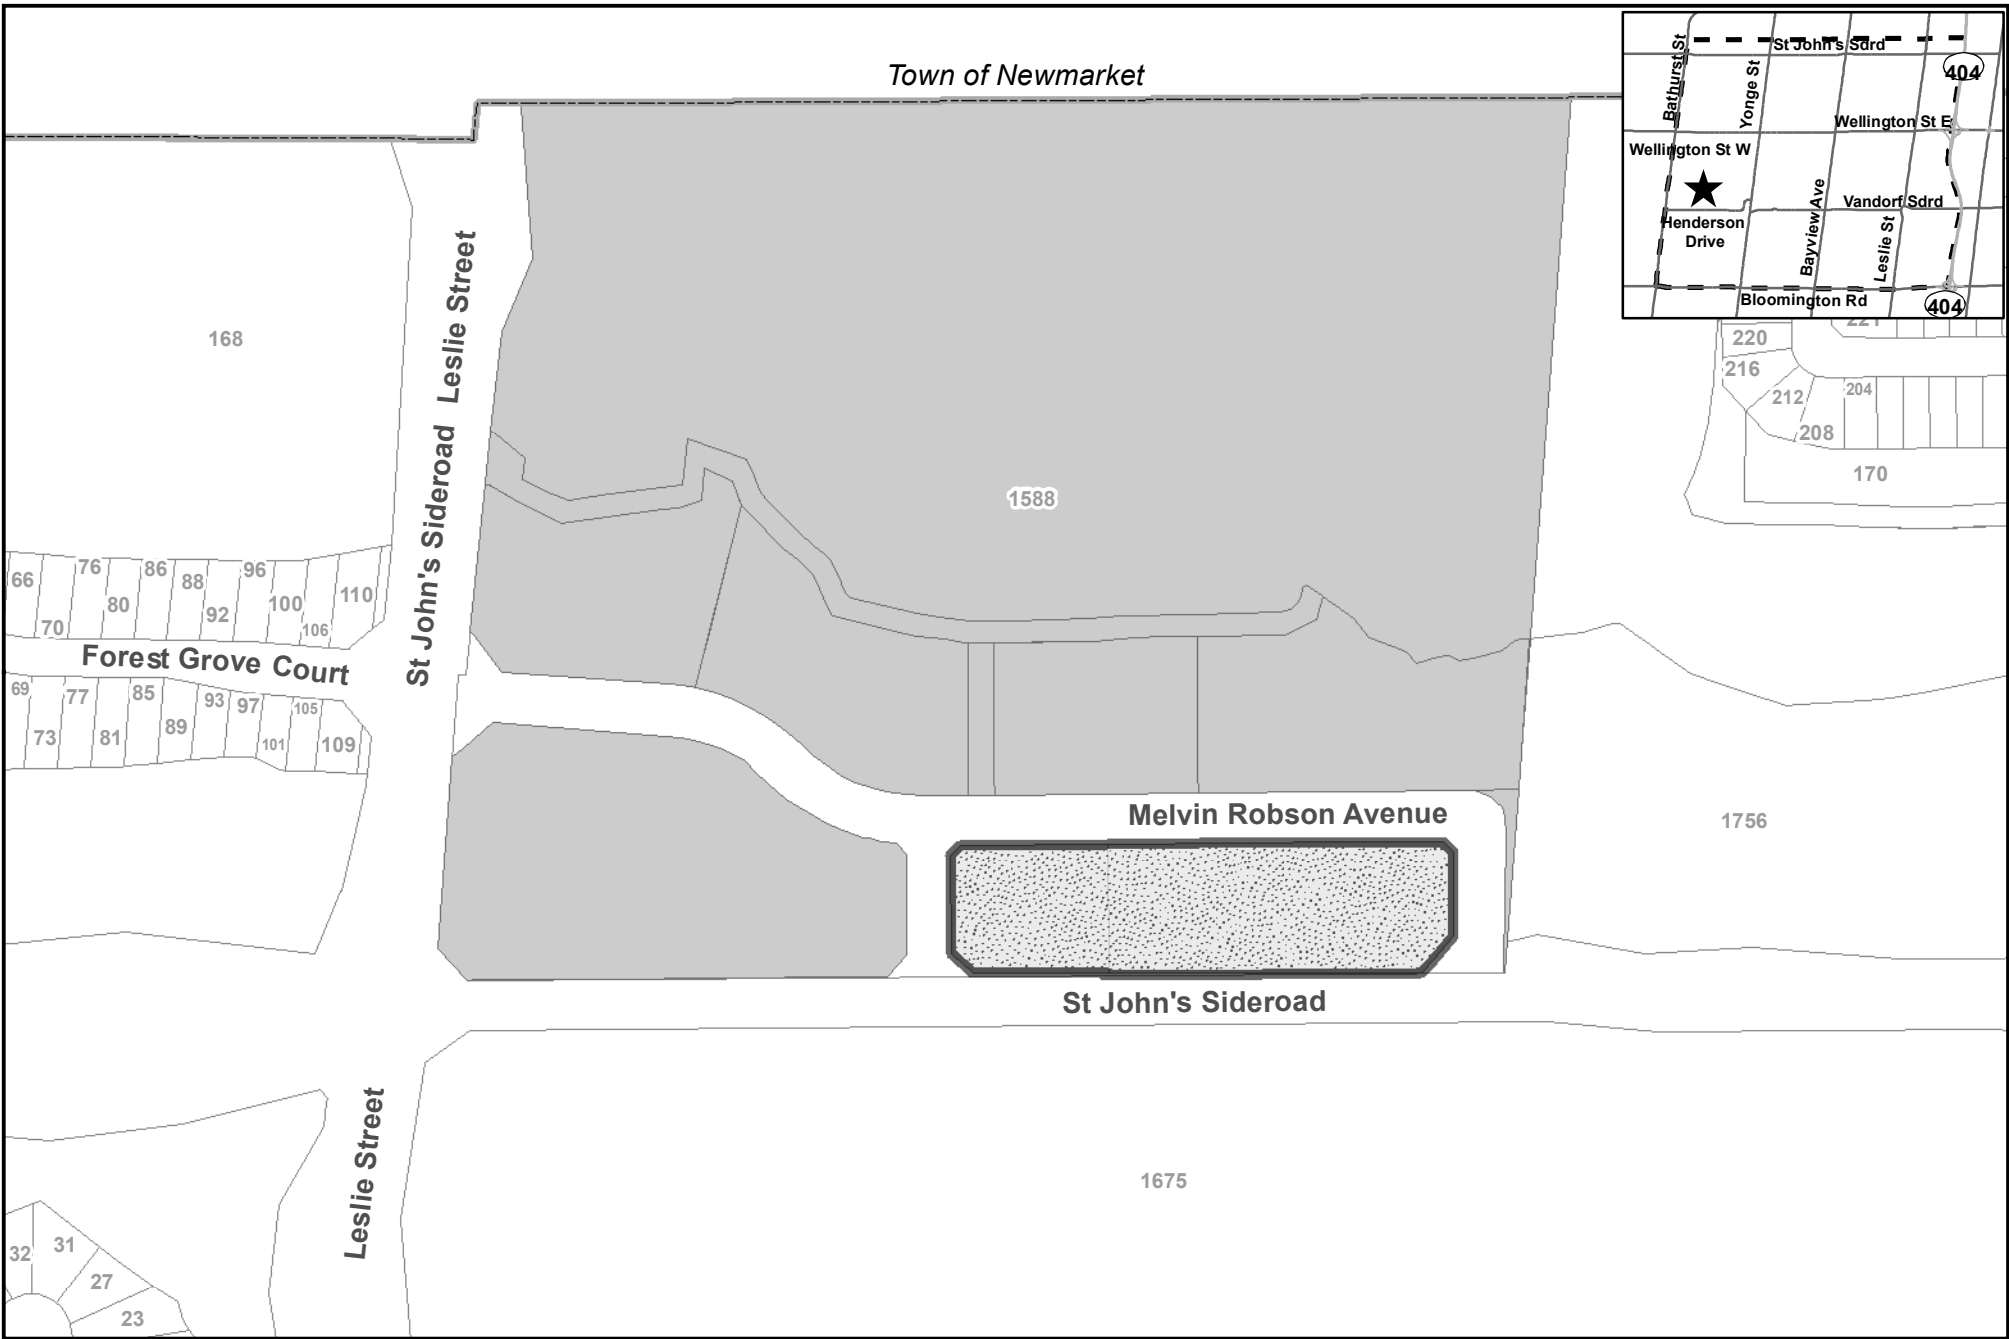 Town of Newmarket
St John's Sdrd
Bathurst St
Yonge St
404
Wellington St E
Wellington St W
Vandorf Sdrd
Henderson
Drive
Bayview Ave
Leslie St
Bloomington Rd
404
168
St John's Sideroad Leslie Street
1588
221
220
216
212
204
208
170
66
70
76
80
86
88
92
96
100
106
110
Forest Grove Court
69
73
77
81
85
89
93
97
101
105
109
Melvin Robson Avenue
1756
St John's Sideroad
Leslie Street
1675
32
31
27
23